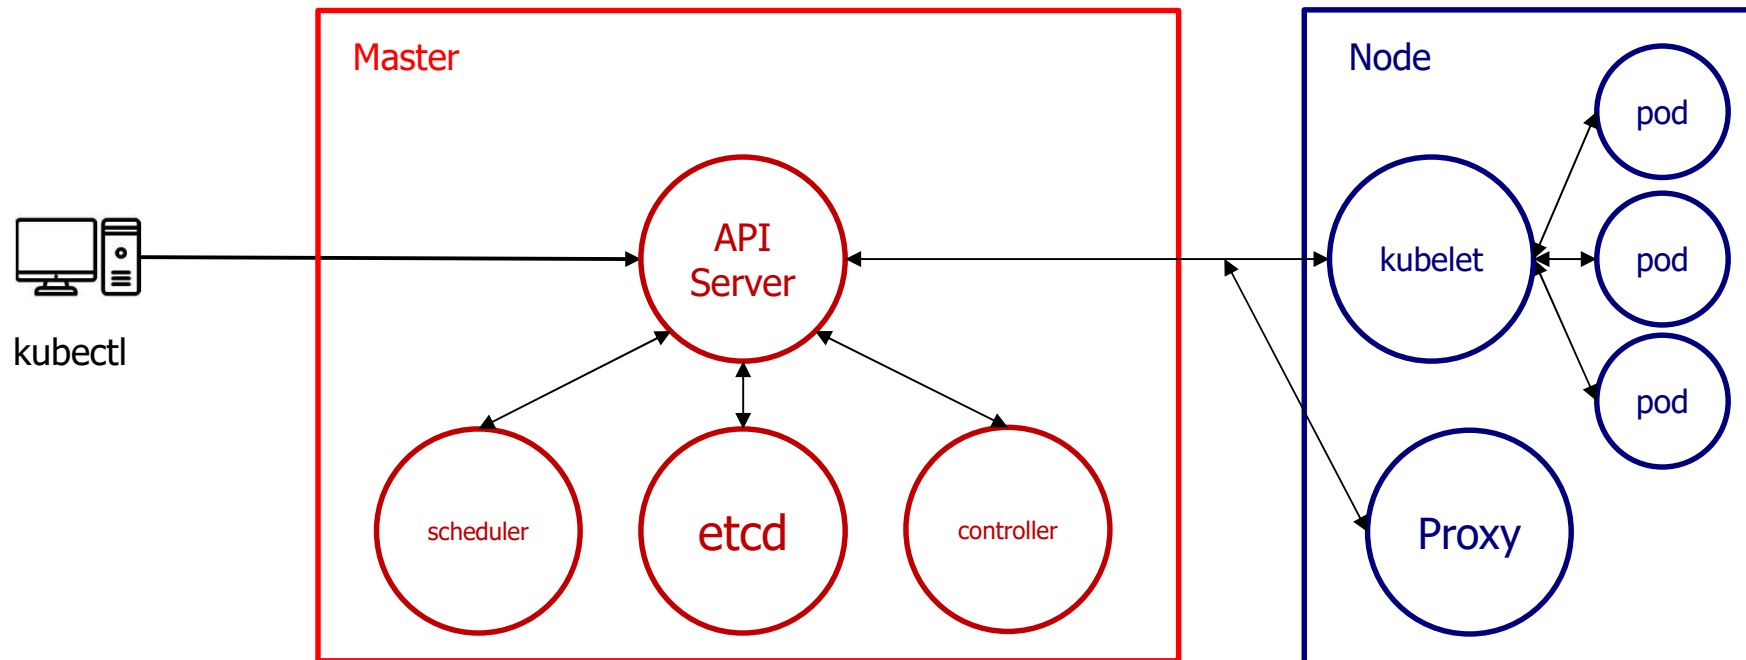 Master
Node
pod
API
Server
kubelet
pod
kubectl
pod
scheduler
etcd
controller
Proxy